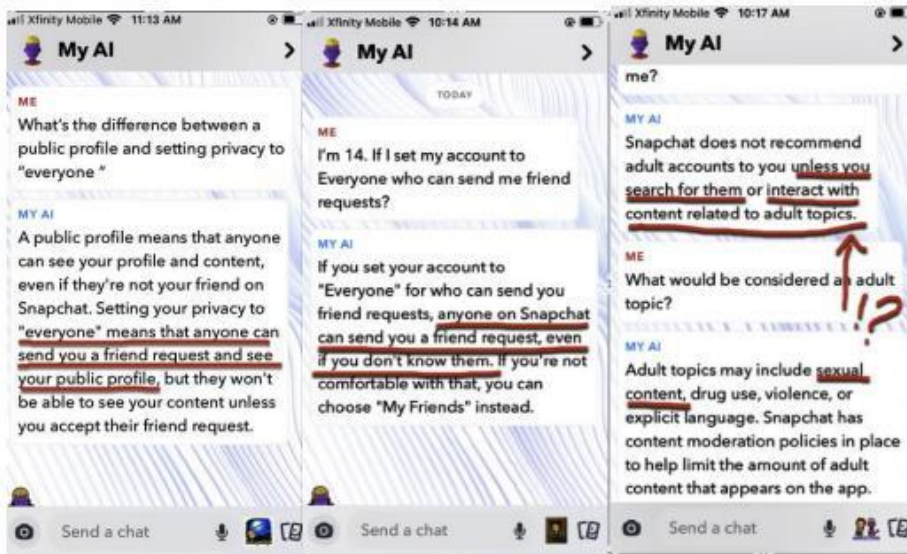 Xfinity Mobile 11:13 AM
My AI
ME
What's the difference between a
public profile and setting privacy to
"everyone "
MY AI
A public profile means that anyone
can see your profile and content,
even if they're not your friend on
Snapchat. Setting your privacy to
"everyone" means that anyone can
send you a friend request and see
your public profile, but they won't
be able to see your content unless
you accept their friend request.
Send a chat
Xfinity Mobile 10:14 AM
My AI
TODAY
ME
I'm 14. If I set my account to
Everyone who can send me friend
requests?
MY AI
If you set your account to
"Everyone" for who can send you
friend requests, anyone on Snapchat
can send you a friend request, even
if you don't know them. If you're not
comfortable with that, you can
choose "My Friends" instead.
Send a chat
Xfinity Mobile 10:17 AM
My AI
me?
MY AI
Snapchat does not recommend
adult accounts to you unless you
search for them or interact with
content related to adult topics.
ME
What would be considered an adult
topic?
!?
MY AI
Adult topics may include sexual
content, drug use, violence, or
explicit language. Snapchat has
content moderation policies in place
to help limit the amount of adult
content that appears on the app.
Send a chat